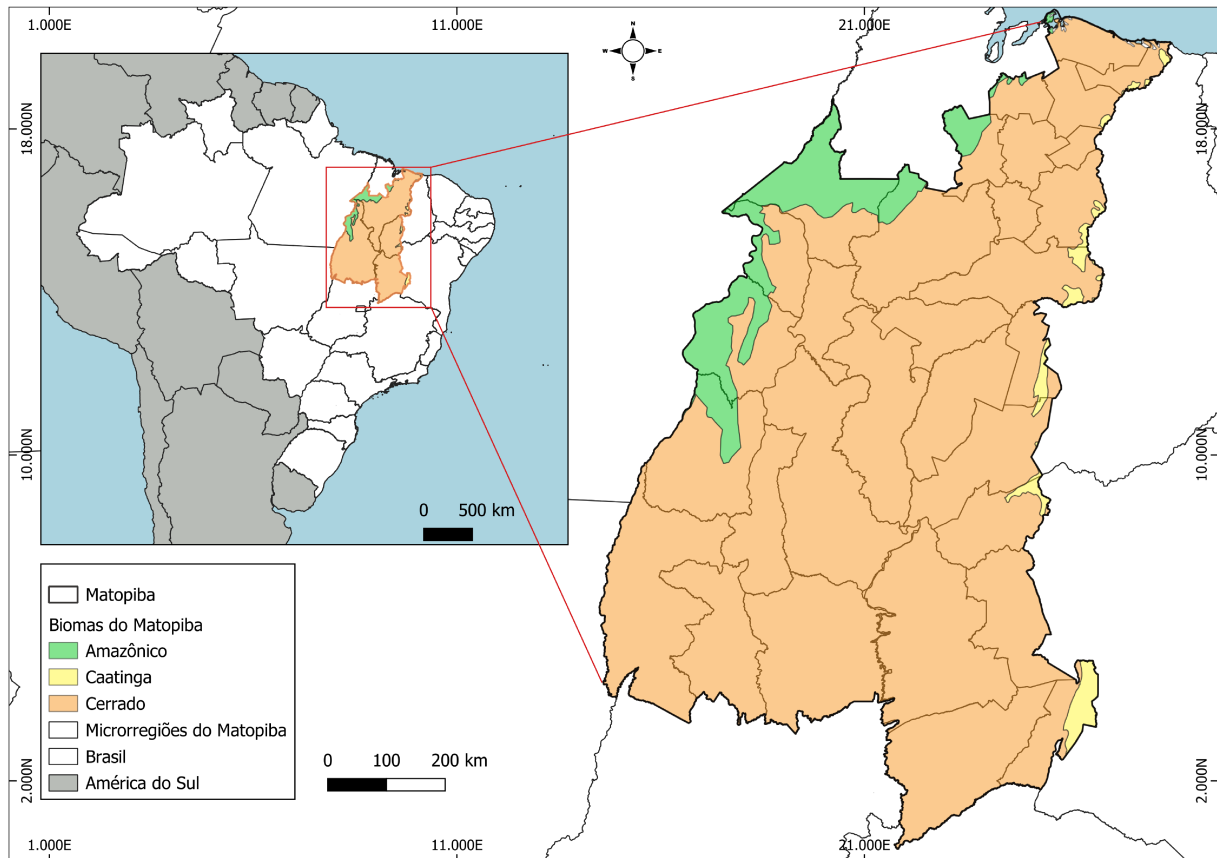 1.000E 11.000E 21.000E
N
W E
S
18.000N 18.000N
10.000N 10.000N
2.000N 2.000N
0 500 km
Matopiba
Biomas do Matopiba
Amazônico
Caatinga
Cerrado
Microrregiões do Matopiba
Brasil
América do Sul
0 100 200 km
1.000E 11.000E 21.000E